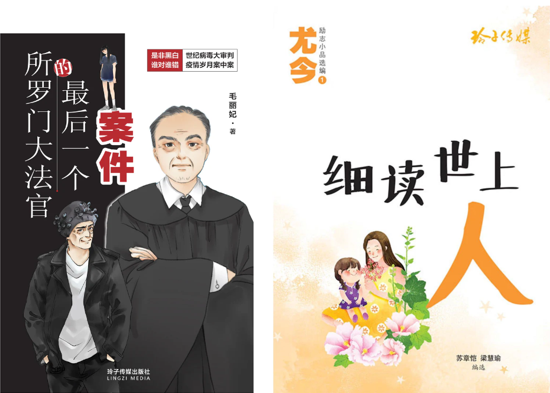 是非黑白
谁对谁错
世纪病毒大审判
疫情岁月案中案
所罗门大法官
的最后一个
案件
毛丽妃·著
玲子传媒出版社
LINGZI MEDIA
玲子传媒
尤今
励志小品选编1
细读世上
人
苏章恺 梁慧瑜
编选